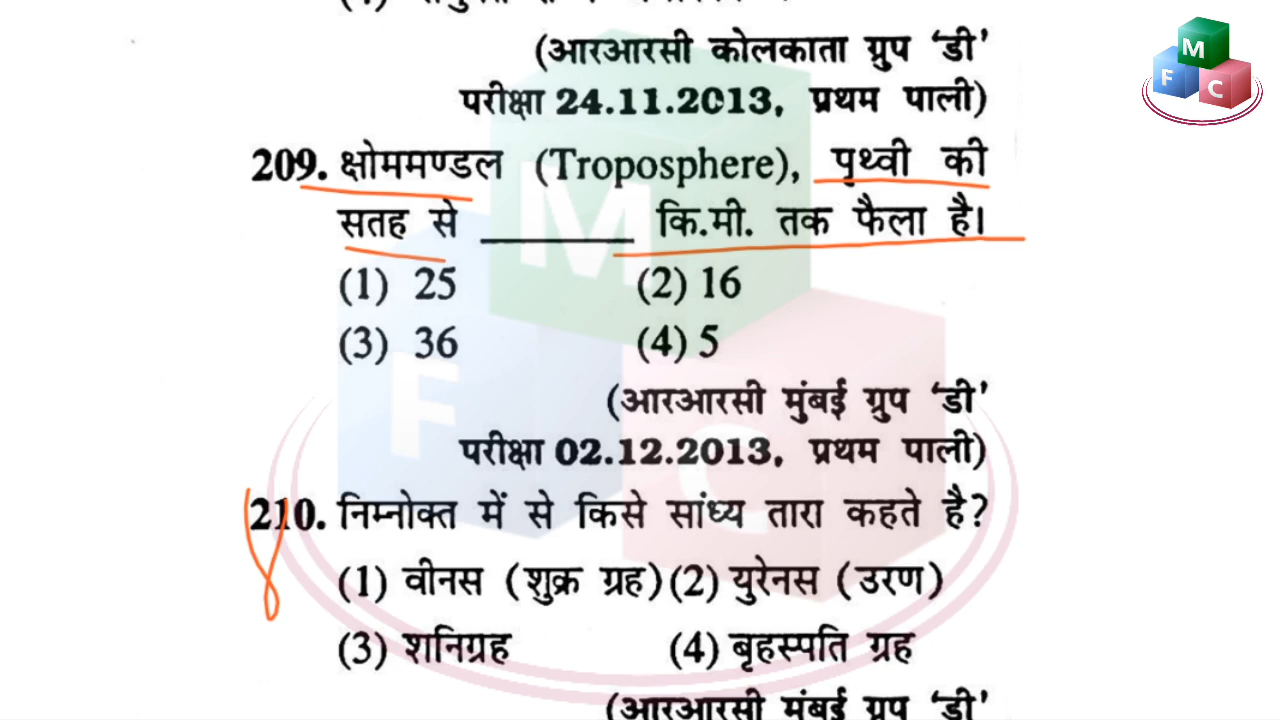 (आरआरसी कोलकाता ग्रुप ‘डी’
परीक्षा 24.11.2013, प्रथम पाली)
209. क्षोममण्डल (Troposphere), पृथ्वी की
सतह से ________ कि.मी. तक फैला है।
(1) 25 (2) 16
(3) 36 (4) 5
(आरआरसी मुंबई ग्रुप ‘डी’
परीक्षा 02.12.2013, प्रथम पाली)
210. निम्नोक्त में से किसे सांध्य तारा कहते है?
(1) वीनस (शुक्र ग्रह) (2) युरेनस (उरण)
(3) शनिग्रह (4) बृहस्पति ग्रह
(आरआरसी मुंबई ग्रुप ‘डी’
M
F C
M
F C